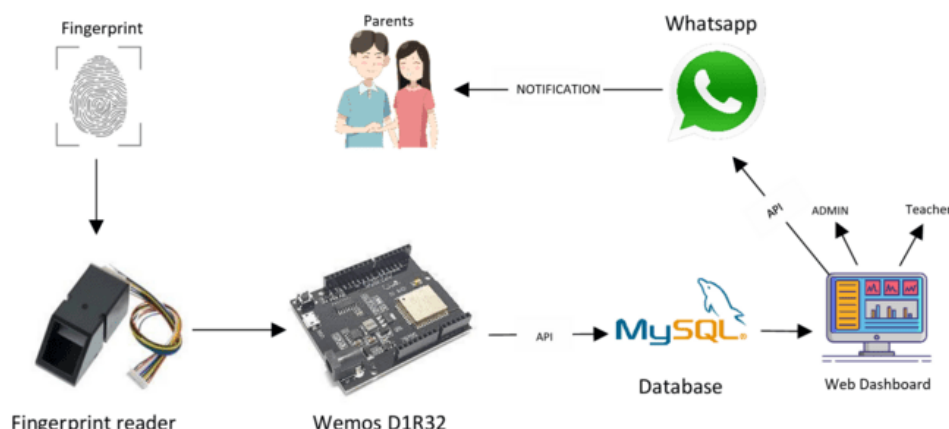 Fingerprint
Parents
Whatsapp
NOTIFICATION
API
ADMIN
Teacher
API
MySQL®
Database
Web Dashboard
Fingerprint reader
Wemos D1R32